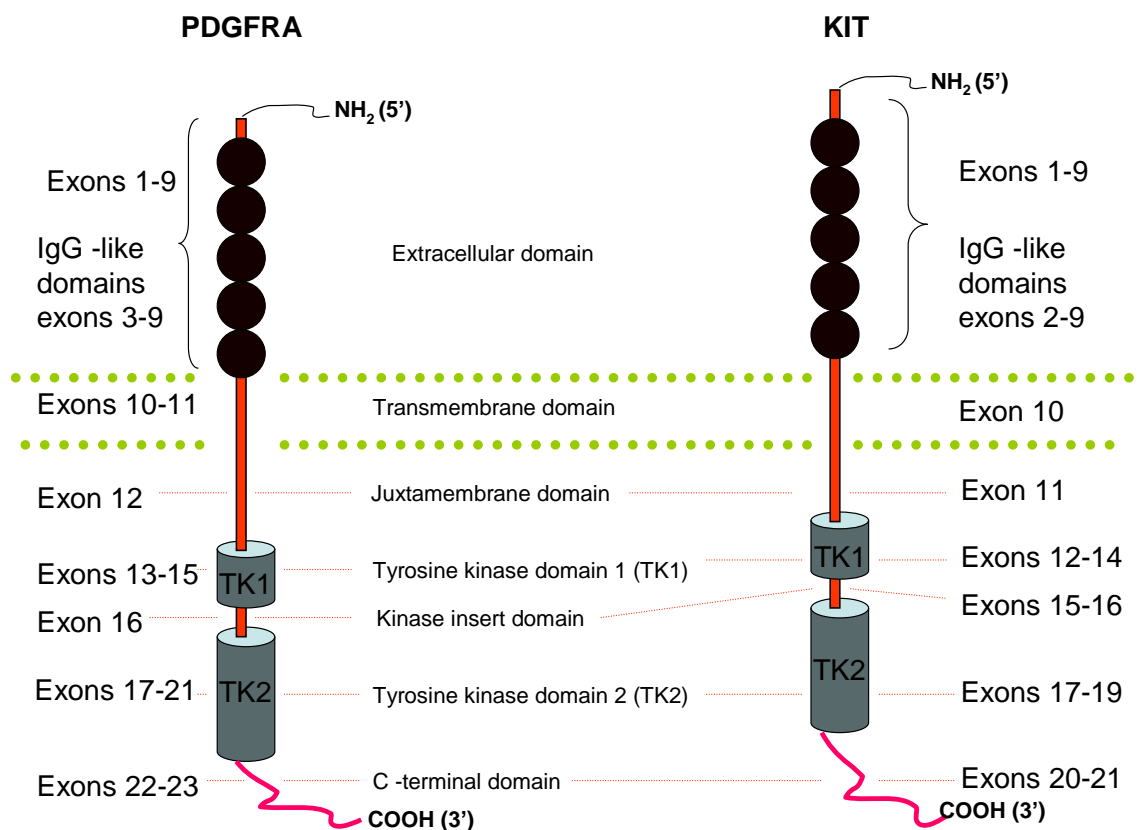 PDGFRA KIT
NH2 (5’) NH2 (5’)
Exons 1-9 Exons 1-9
IgG -like
domains
exons 3-9
Extracellular domain
IgG -like
domains
exons 2-9
Exons 10-11 Transmembrane domain Exon 10
Exon 12 Juxtamembrane domain Exon 11
Exons 13-15 TK1 Tyrosine kinase domain 1 (TK1) TK1 Exons 12-14
Exon 16 Kinase insert domain Exons 15-16
Exons 17-21 TK2 Tyrosine kinase domain 2 (TK2) TK2 Exons 17-19
Exons 22-23 C -terminal domain Exons 20-21
COOH (3’) COOH (3’)